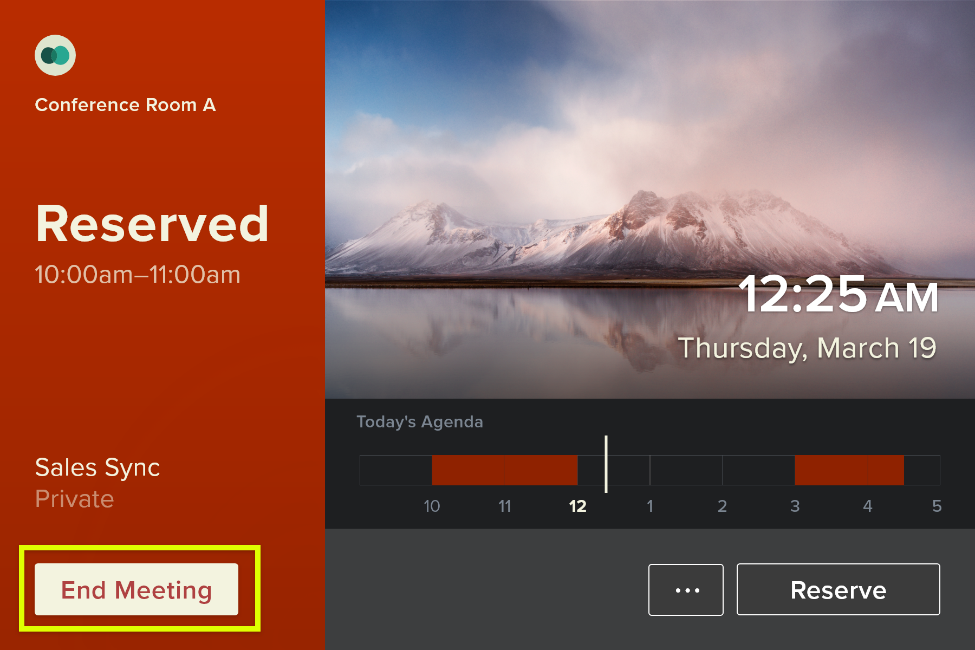 Conference Room A
Reserved
10:00am–11:00am
Sales Sync
Private
End Meeting
12:25 AM
Thursday, March 19
Today's Agenda
10 11 12 1 2 3 4 5
··· Reserve